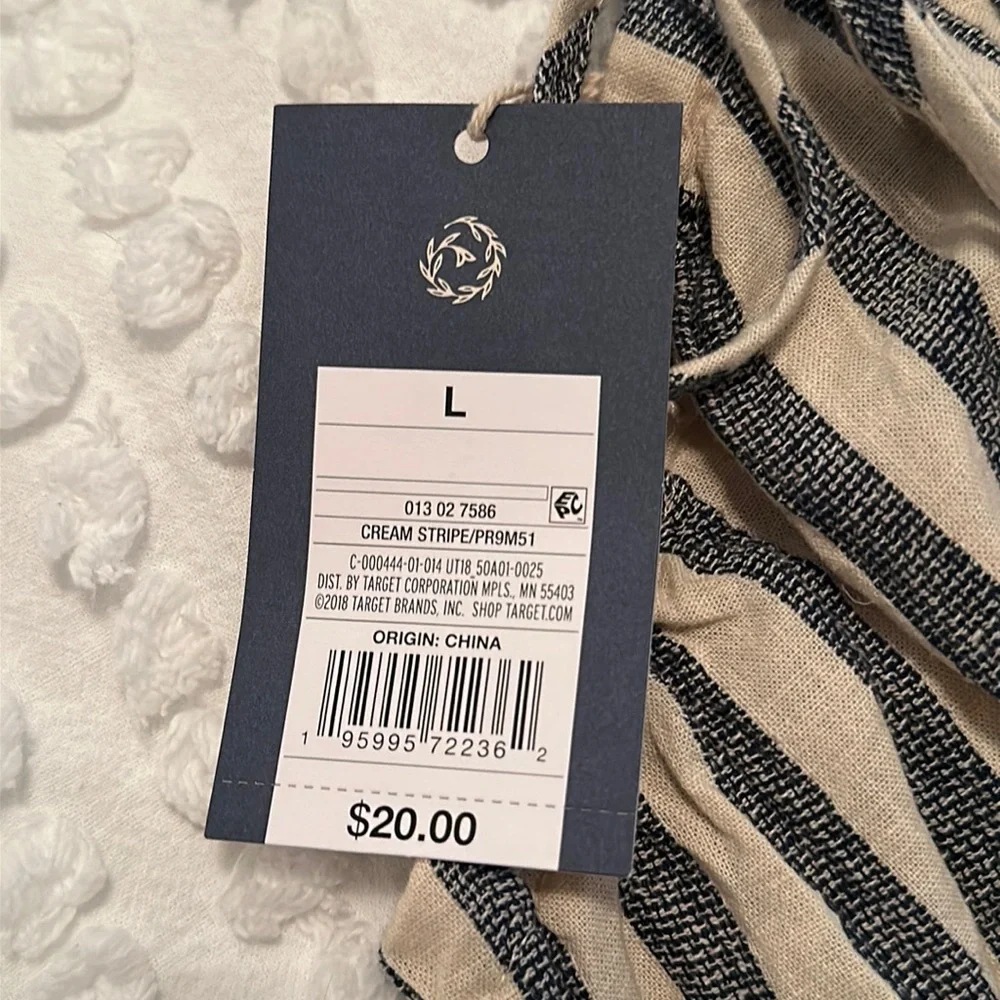 L
013 02 7586
CREAM STRIPE/PR9M51
C-000444-01-014 UT18_50A01-0025
DIST. BY TARGET CORPORATION MPLS., MN 55403
©2018 TARGET BRANDS, INC. SHOP TARGET.COM
ORIGIN: CHINA
1 95995 72236 2
$20.00